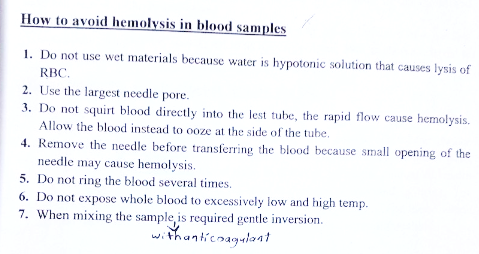 How to avoid hemolysis in blood samples
1. Do not use wet materials because water is hypotonic solution that causes lysis of
RBC.
2. Use the largest needle pore.
3. Do not squirt blood directly into the lest tube, the rapid flow cause hemolysis.
Allow the blood instead to ooze at the side of the tube.
4. Remove the needle before transferring the blood because small opening of the
needle may cause hemolysis.
5. Do not ring the blood several times.
6. Do not expose whole blood to excessively low and high temp.
7. When mixing the sample is required gentle inversion.
with anticoagulant